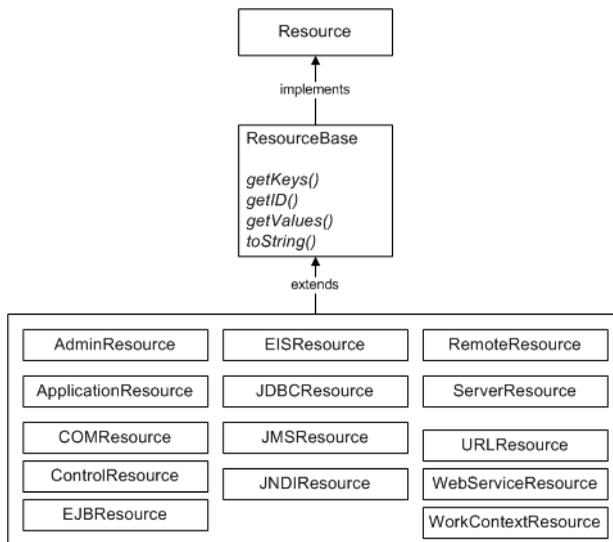 Resource
implements
ResourceBase
getKeys()
getID()
getValues()
toString()
extends
AdminResource
ApplicationResource
COMResource
ControlResource
EJBResource
EISResource
JDBCResource
JMSResource
JNDIResource
RemoteResource
ServerResource
URLResource
WebServiceResource
WorkContextResource